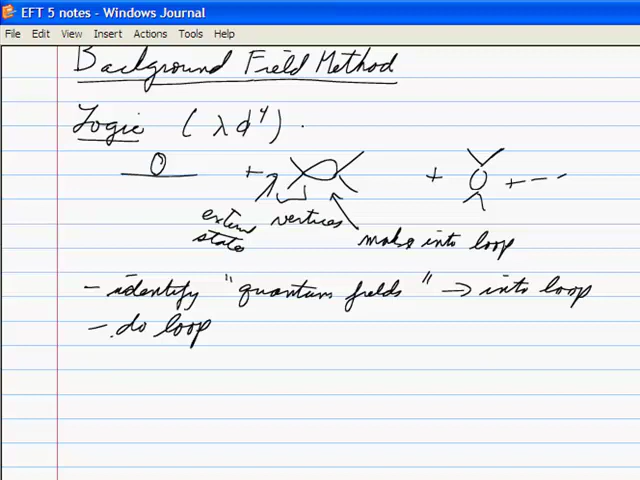 EFT 5 notes - Windows Journal
File Edit View Insert Actions Tools Help
Background Field Method
Logic ( λ φ⁴ ) .
+ + + - - -
extern vertices
state make into loop
- identify "quantum fields" → into loop
- do loop